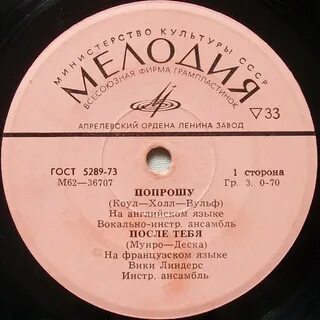 МИНИСТЕРСТВО КУЛЬТУРЫ СССР
МЕЛОДИЯ
ВСЕСОЮЗНАЯ ФИРМА ГРАМПЛАСТИНОК
▽33
АПРЕЛЕВСКИЙ ОРДЕНА ЛЕНИНА ЗАВОД
ГОСТ 5289-73
М62—36707
1 сторона
Гр. 3. 0-70
ПОПРОШУ
(Коул—Холл—Вульф)
На английском языке
Вокально-инстр. ансамбль
ПОСЛЕ ТЕБЯ
(Мунро—Деска)
На французском языке
Вики Линдерс
Инстр. ансамбль